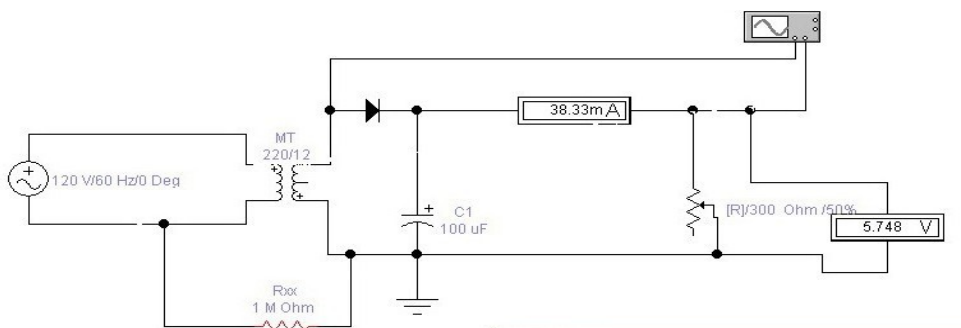 38.33m A
MT
220/12
120 V/60 Hz/0 Deg
C1
100 uF
[R]/300 Ohm /50%
5.748 V
Rxx
1 M Ohm